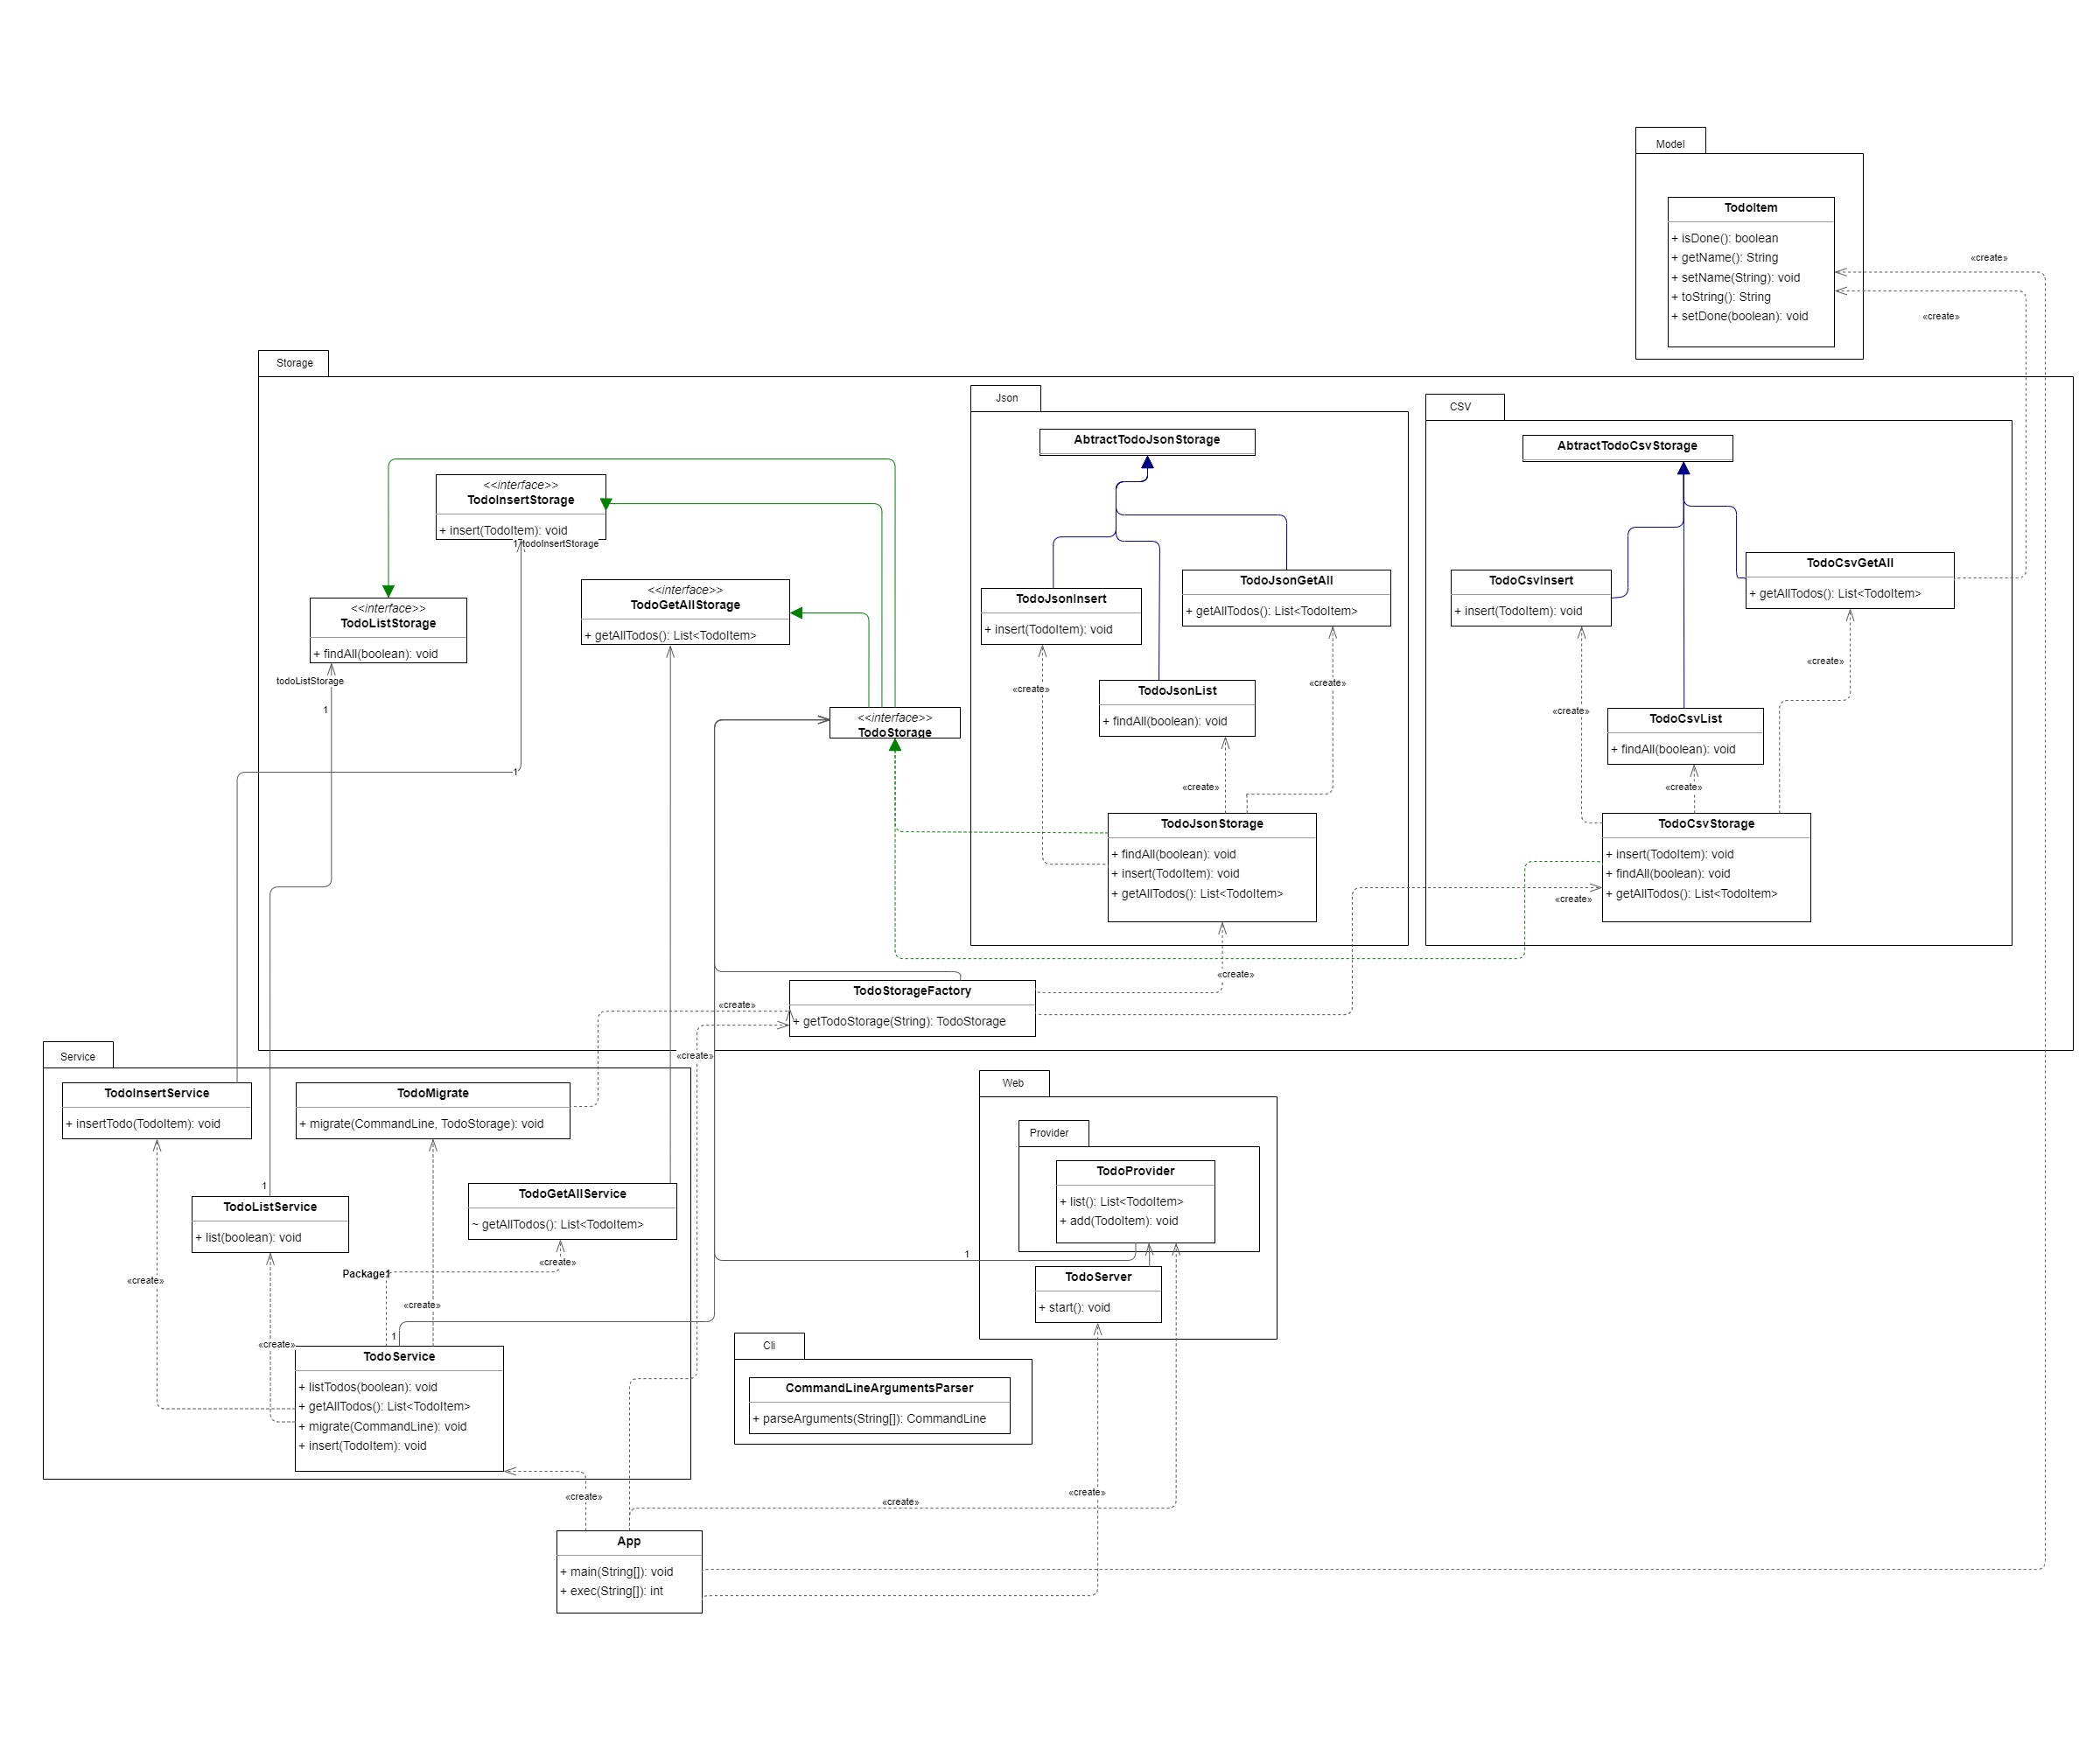 Model
TodoItem
+ isDone(): boolean
+ getName(): String
+ setName(String): void
+ toString(): String
+ setDone(boolean): void
«create»
«create»
Storage
Json
AbtractTodoJsonStorage
CSV
AbtractTodoCsvStorage
<<interface>>
TodoInsertStorage
+ insert(TodoItem): void
1
todoInsertStorage
<<interface>>
TodoListStorage
+ findAll(boolean): void
todoListStorage
1
<<interface>>
TodoGetAllStorage
+ getAllTodos(): List<TodoItem>
<<interface>>
TodoStorage
1
TodoJsonInsert
+ insert(TodoItem): void
TodoJsonGetAll
+ getAllTodos(): List<TodoItem>
«create»
«create»
TodoJsonList
+ findAll(boolean): void
«create»
TodoJsonStorage
+ findAll(boolean): void
+ insert(TodoItem): void
+ getAllTodos(): List<TodoItem>
TodoCsvInsert
+ insert(TodoItem): void
TodoCsvGetAll
+ getAllTodos(): List<TodoItem>
«create»
«create»
TodoCsvList
+ findAll(boolean): void
«create»
TodoCsvStorage
+ insert(TodoItem): void
+ findAll(boolean): void
+ getAllTodos(): List<TodoItem>
«create»
«create»
TodoStorageFactory
+ getTodoStorage(String): TodoStorage
«create»
«create»
Service
TodoInsertService
+ insertTodo(TodoItem): void
TodoMigrate
+ migrate(CommandLine, TodoStorage): void
1
TodoListService
+ list(boolean): void
TodoGetAllService
~ getAllTodos(): List<TodoItem>
«create»
Package1
«create»
«create»
«create»
1
TodoService
+ listTodos(boolean): void
+ getAllTodos(): List<TodoItem>
+ migrate(CommandLine): void
+ insert(TodoItem): void
Web
Provider
TodoProvider
+ list(): List<TodoItem>
+ add(TodoItem): void
1
TodoServer
+ start(): void
Cli
CommandLineArgumentsParser
+ parseArguments(String[]): CommandLine
«create»
«create»
«create»
App
+ main(String[]): void
+ exec(String[]): int